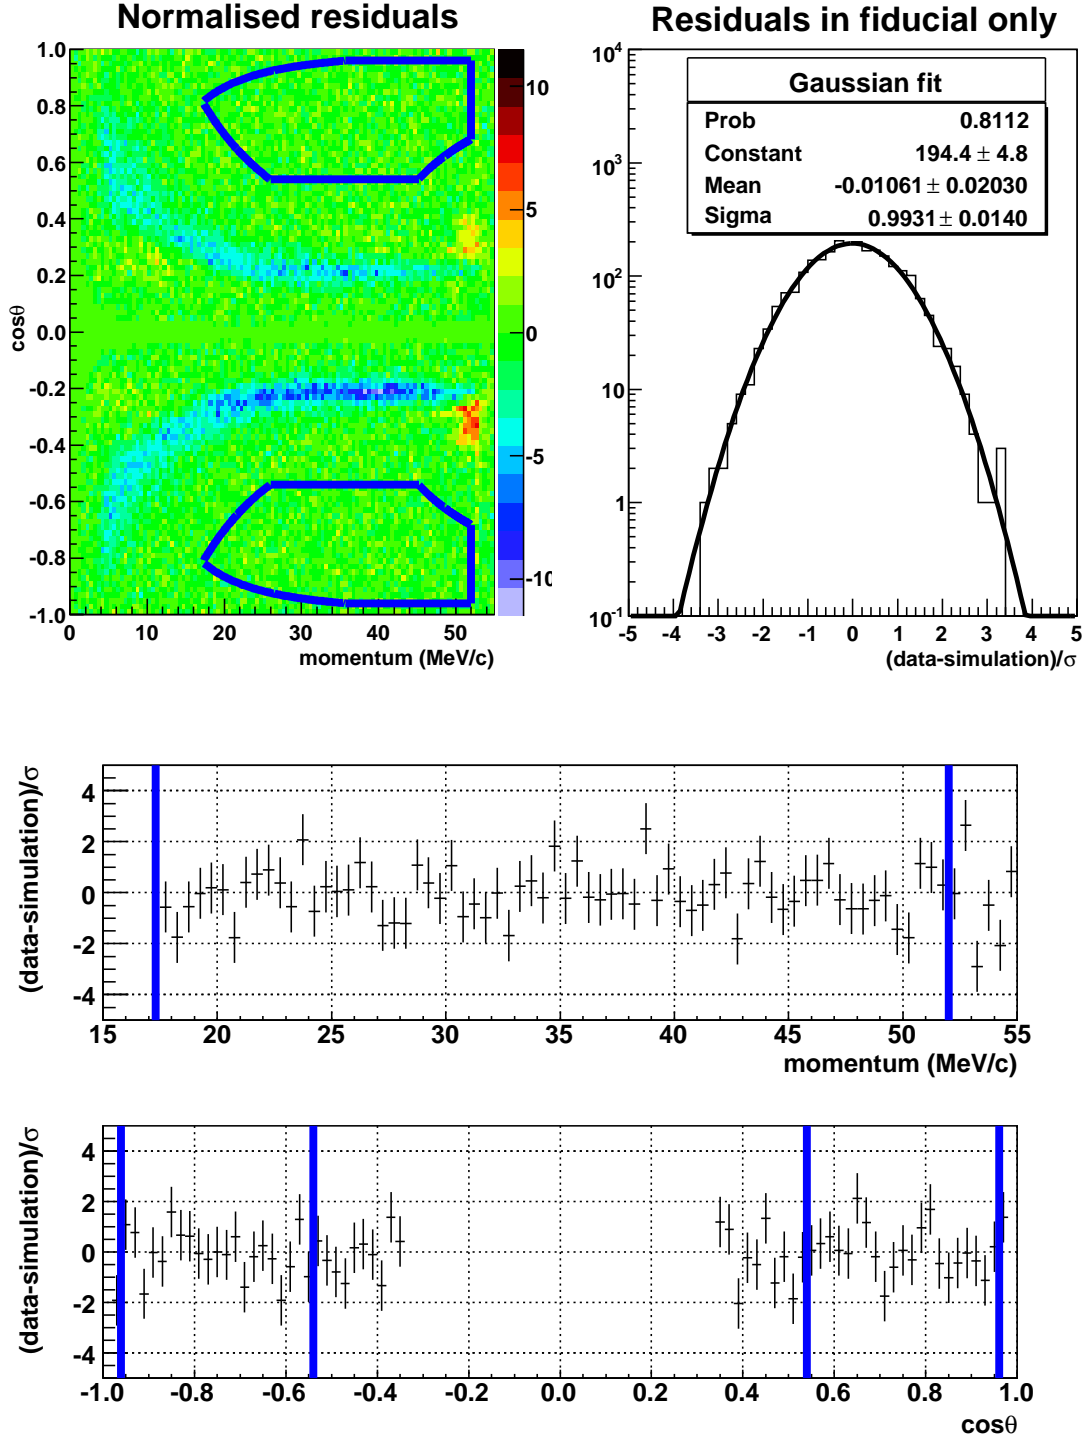 Normalised residuals
1.0
0.8
0.6
0.4
0.2
0.0
-0.2
-0.4
-0.6
-0.8
-1.0
cosθ
0 10 20 30 40 50
momentum (MeV/c)
10
5
0
-5
-10
Residuals in fiducial only
10^4
10^3
10^2
10
1
10^-1
Gaussian fit
Prob 0.8112
Constant 194.4 ± 4.8
Mean -0.01061 ± 0.02030
Sigma 0.9931 ± 0.0140
-5 -4 -3 -2 -1 0 1 2 3 4 5
(data-simulation)/σ
(data-simulation)/σ
4
2
0
-2
-4
15 20 25 30 35 40 45 50 55
momentum (MeV/c)
(data-simulation)/σ
4
2
0
-2
-4
-1.0 -0.8 -0.6 -0.4 -0.2 0.0 0.2 0.4 0.6 0.8 1.0
cosθ